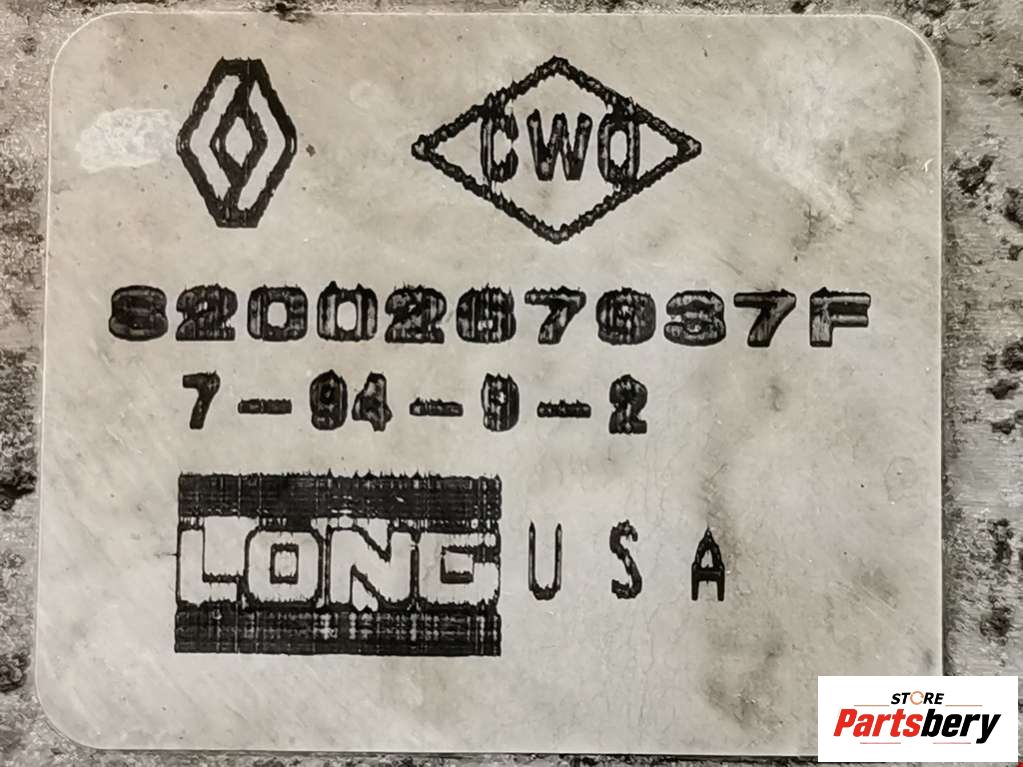 CWO
8200267937F
7-94-9-2
LONG USA
STORE
Partsbery